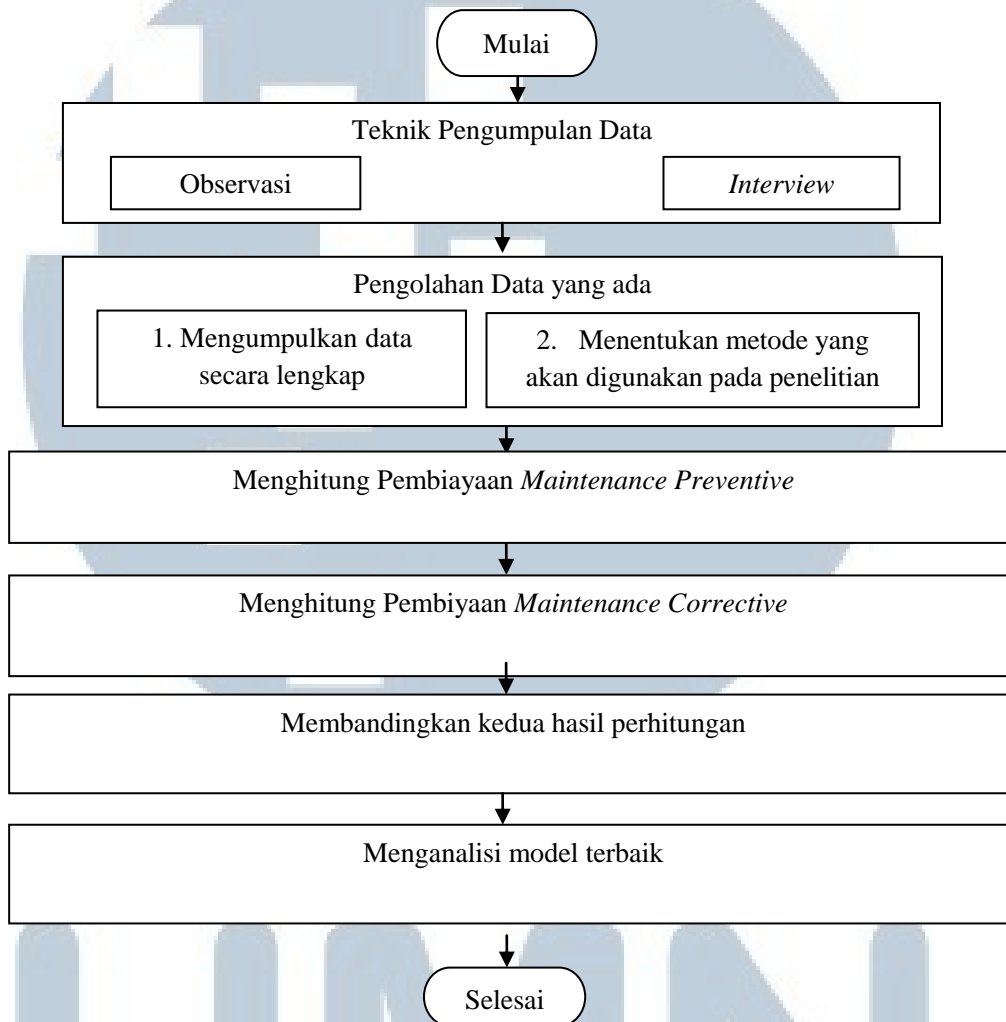 Mulai
Teknik Pengumpulan Data
Observasi
Interview
Pengolahan Data yang ada
1. Mengumpulkan data
secara lengkap
2. Menentukan metode yang
akan digunakan pada penelitian
Menghitung Pembiayaan Maintenance Preventive
Menghitung Pembiyaan Maintenance Corrective
Membandingkan kedua hasil perhitungan
Menganalisi model terbaik
Selesai